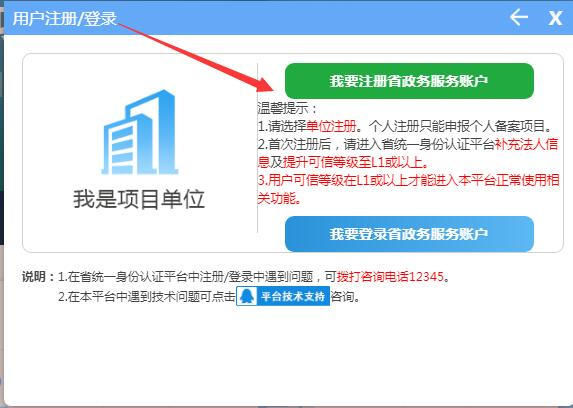 用户注册/登录
X
我要注册省政务服务账户
温馨提示：
1.请选择单位注册。个人注册只能申报个人备案项目。
2.首次注册后，请进入省统一身份认证平台补充法人信
息及提升可信等级至L1或以上。
3.用户可信等级在L1或以上才能进入本平台正常使用相
关功能。
我是项目单位
我要登录省政务服务账户
说明：1.在省统一身份认证平台中注册/登录中遇到问题，可拨打咨询电话12345。
2.在本平台中遇到技术问题可点击平台技术支持咨询。